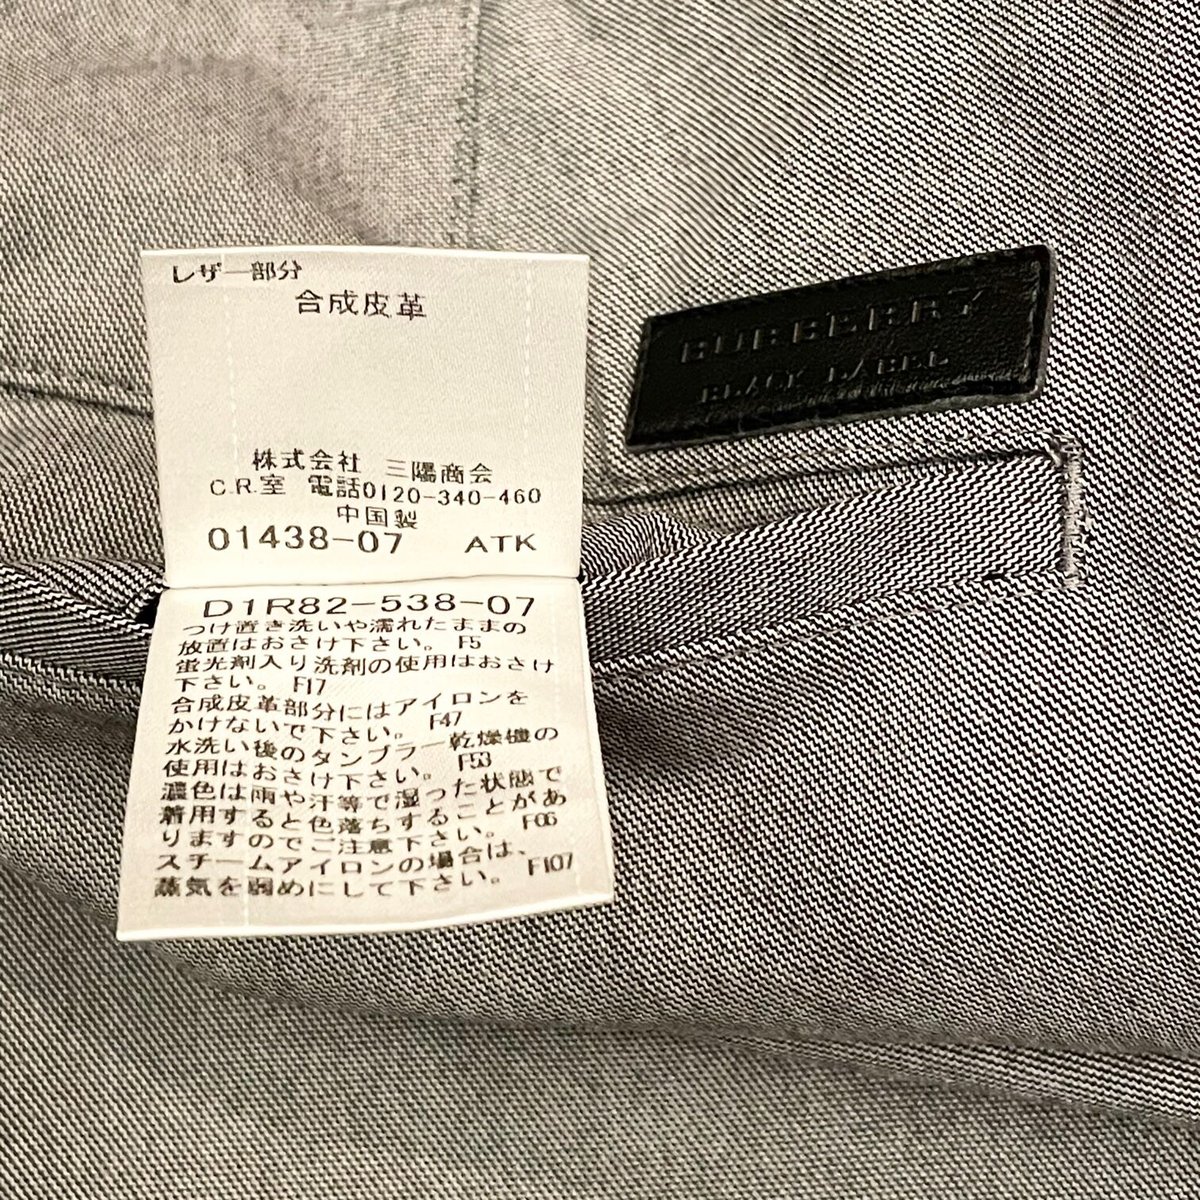 レザー部分
合成皮革
BURBERRY
BLACK LABEL
株式会社 三陽商会
C.R.室 電話0120-340-460
中国製
01438-07 ATK
D1R82-538-07
つけ置き洗いや濡れたままの
放置はおさけ下さい。 F5
蛍光剤入り洗剤の使用はおさけ
下さい。 F17
合成皮革部分にはアイロンを
かけないで下さい。 F47
水洗い後のタンブラー乾燥機の
使用はおさけ下さい。 F53
濃色は雨や汗等で湿った状態で
着用すると色落ちすることがあ
りますのでご注意下さい。 F06
スチームアイロンの場合は、
蒸気を弱めにして下さい。 F107